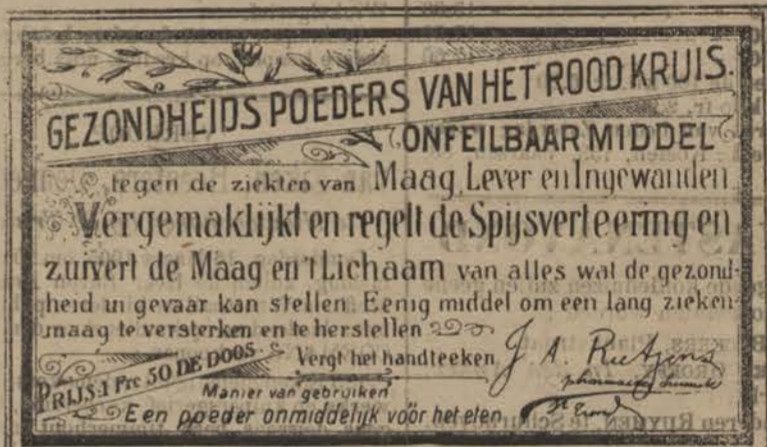 GEZONDHEIDS POEDERS VAN HET ROOD KRUIS.
ONFEILBAAR MIDDEL
tegen de ziekten van Maag, Lever en Ingewanden
Vergemaklijkt en regelt de Spijsverteering en
zuivert de Maag en 't Lichaam van alles wat de gezond-
heid in gevaar kan stellen. Eenig middel om een lang zieken
maag te versterken en te herstellen
PRIJS: 1 Frc 50 DE DOOS.
Vergt het handteeken
J A. Rutzens
Manier van gebruiken
Een poeder onmiddelijk vóór het eten